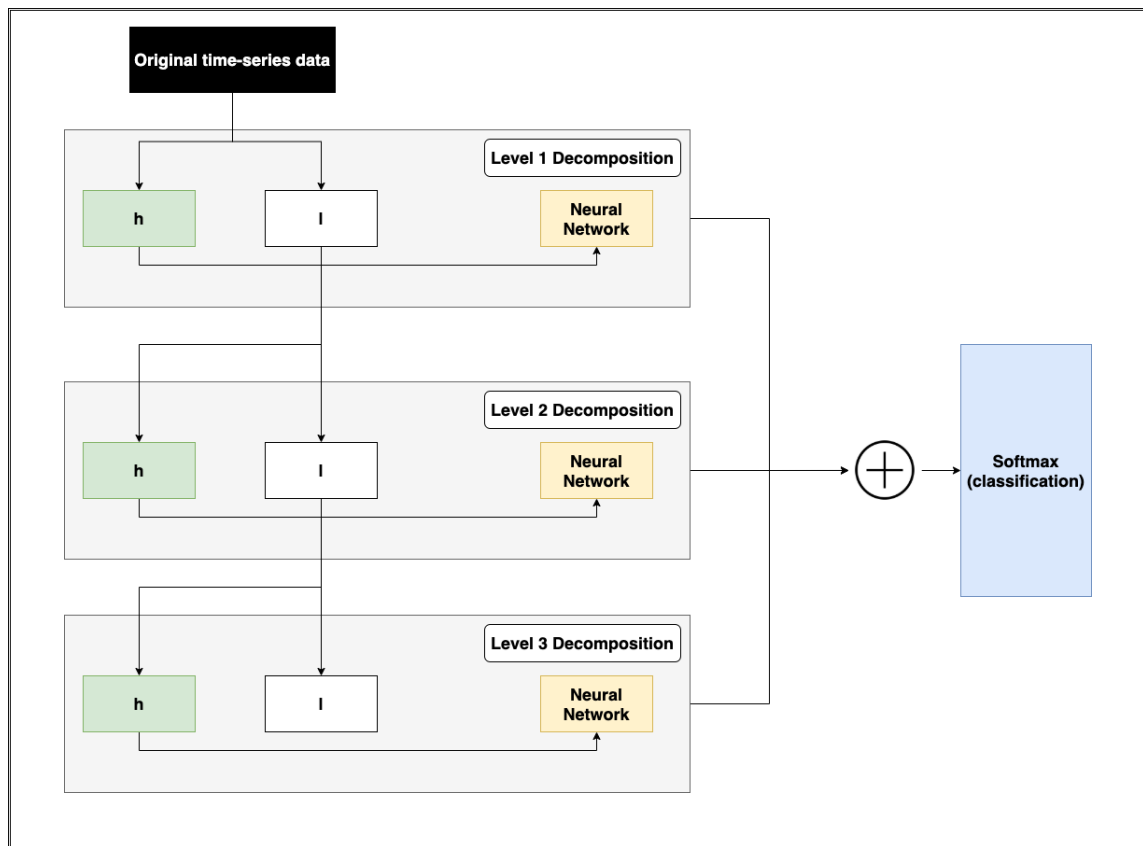 Original time-series data
Level 1 Decomposition
h
l
Neural
Network
Level 2 Decomposition
h
l
Neural
Network
Softmax
(classification)
Level 3 Decomposition
h
l
Neural
Network